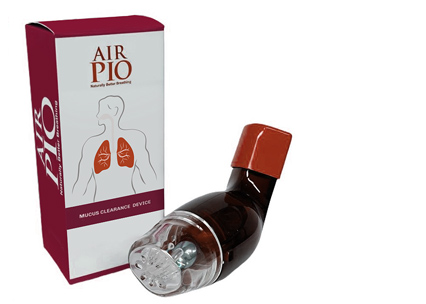 AIR
PIO
Naturally Better Breathing
MUCUS CLEARANCE DEVICE
AIR
PIO
Naturally Better Breathing